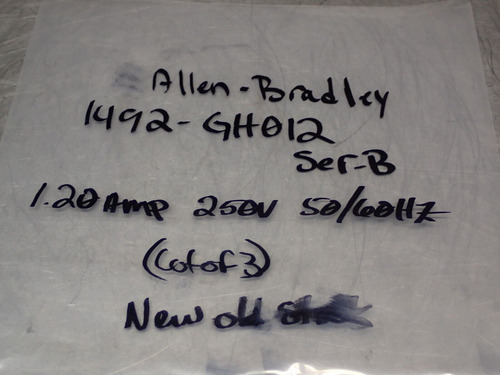 Allen-Bradley
1492-GH012
Ser-B
1.20 Amp 250V 50/60HZ
(Lot of 3)
New old